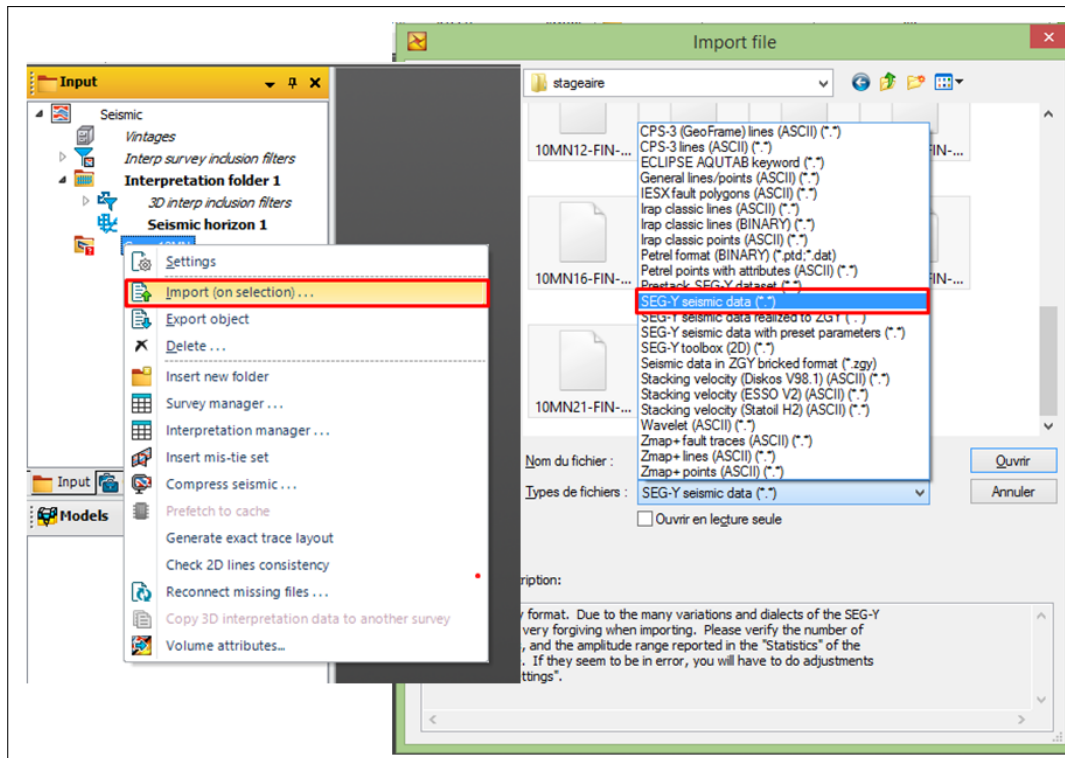 Input
Seismic
Vintages
Interp survey inclusion filters
Interpretation folder 1
3D interp inclusion filters
Seismic horizon 1
Settings
Import (on selection) ...
Export object
Delete ...
Insert new folder
Survey manager ...
Interpretation manager ...
Insert mis-tie set
Compress seismic ...
Prefetch to cache
Generate exact trace layout
Check 2D lines consistency
Reconnect missing files ...
Copy 3D interpretation data to another survey
Volume attributes...
Input
Models
Import file
stageaire
10MN12-FIN-...
FIN-...
10MN16-FIN-...
FIN-...
10MN21-FIN-...
CPS-3 (GeoFrame) lines (ASCII) (*.*)
CPS-3 lines (ASCII) (*.*)
ECLIPSE AQUTAB keyword (*.*)
General lines/points (ASCII) (*.*)
IESX fault polygons (ASCII) (*.*)
Irap classic lines (ASCII) (*.*)
Irap classic lines (BINARY) (*.*)
Irap classic points (ASCII) (*.*)
Petrel format (BINARY) (*.ptd;*.dat)
Petrel points with attributes (ASCII) (*.*)
Prestack SEG-Y dataset (*.*)
SEG-Y seismic data (*.*)
SEG-Y seismic data realized to ZGY (*.*)
SEG-Y seismic data with preset parameters (*.*)
SEG-Y toolbox (2D) (*.*)
Seismic data in ZGY bricked format (*.zgy)
Stacking velocity (Diskos V98.1) (ASCII) (*.*)
Stacking velocity (ESSO V2) (ASCII) (*.*)
Stacking velocity (Statoil H2) (ASCII) (*.*)
Wavelet (ASCII) (*.*)
Zmap+ fault traces (ASCII) (*.*)
Zmap+ lines (ASCII) (*.*)
Zmap+ points (ASCII) (*.*)
Nom du fichier :
Ouvrir
Types de fichiers : SEG-Y seismic data (*.*)
Annuler
Ouvrir en lecture seule
ription:
format. Due to the many variations and dialects of the SEG-Y
very forgiving when importing. Please verify the number of
, and the amplitude range reported in the "Statistics" of the
. If they seem to be in error, you will have to do adjustments
ttings".